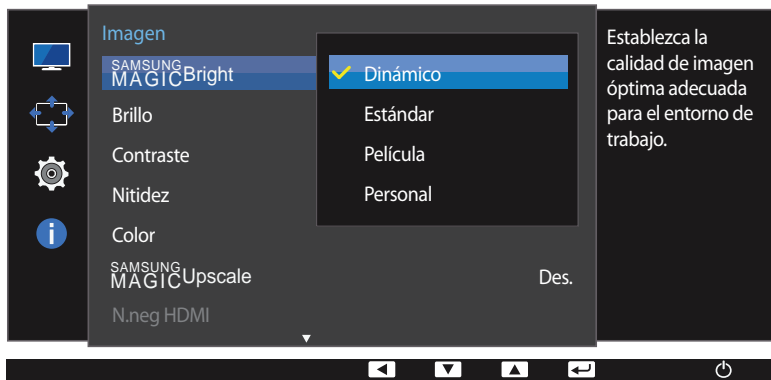 Imagen
SAMSUNG
MAGICBright
Brillo
Contraste
Nitidez
Color
SAMSUNG
MAGICUpscale
Des.
N.neg HDMI
Dinámico
Estándar
Película
Personal
Establezca la
calidad de imagen
óptima adecuada
para el entorno de
trabajo.